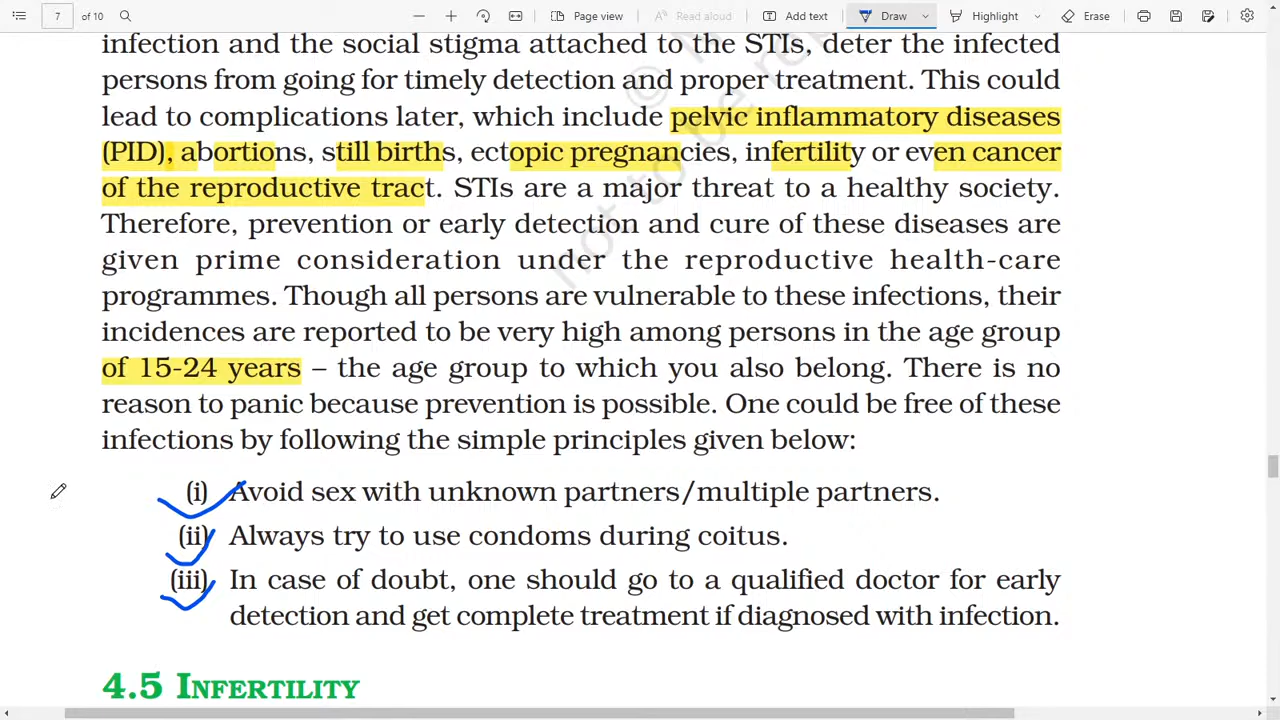 7 of 10 Page view Read aloud Add text Draw Highlight Erase
infection and the social stigma attached to the STIs, deter the infected
persons from going for timely detection and proper treatment. This could
lead to complications later, which include pelvic inflammatory diseases
(PID), abortions, still births, ectopic pregnancies, infertility or even cancer
of the reproductive tract. STIs are a major threat to a healthy society.
Therefore, prevention or early detection and cure of these diseases are
given prime consideration under the reproductive health-care
programmes. Though all persons are vulnerable to these infections, their
incidences are reported to be very high among persons in the age group
of 15-24 years – the age group to which you also belong. There is no
reason to panic because prevention is possible. One could be free of these
infections by following the simple principles given below:
(i) Avoid sex with unknown partners/multiple partners.
(ii) Always try to use condoms during coitus.
(iii) In case of doubt, one should go to a qualified doctor for early
detection and get complete treatment if diagnosed with infection.
4.5 INFERTILITY
© N
not to be rep